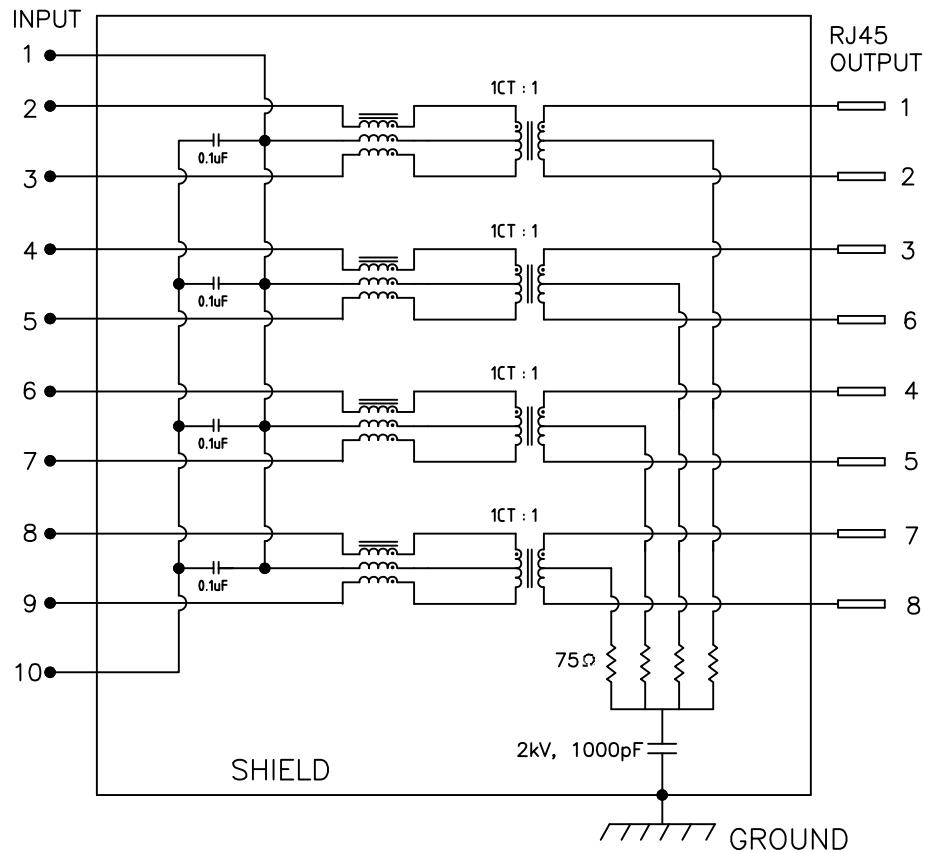 INPUT
RJ45
OUTPUT
1
1CT : 1
2
1
0.1uF
3
2
1CT : 1
4
3
0.1uF
5
6
1CT : 1
6
4
0.1uF
7
5
1CT : 1
8
7
0.1uF
9
8
10
75Ω
2kV, 1000pF
SHIELD
GROUND